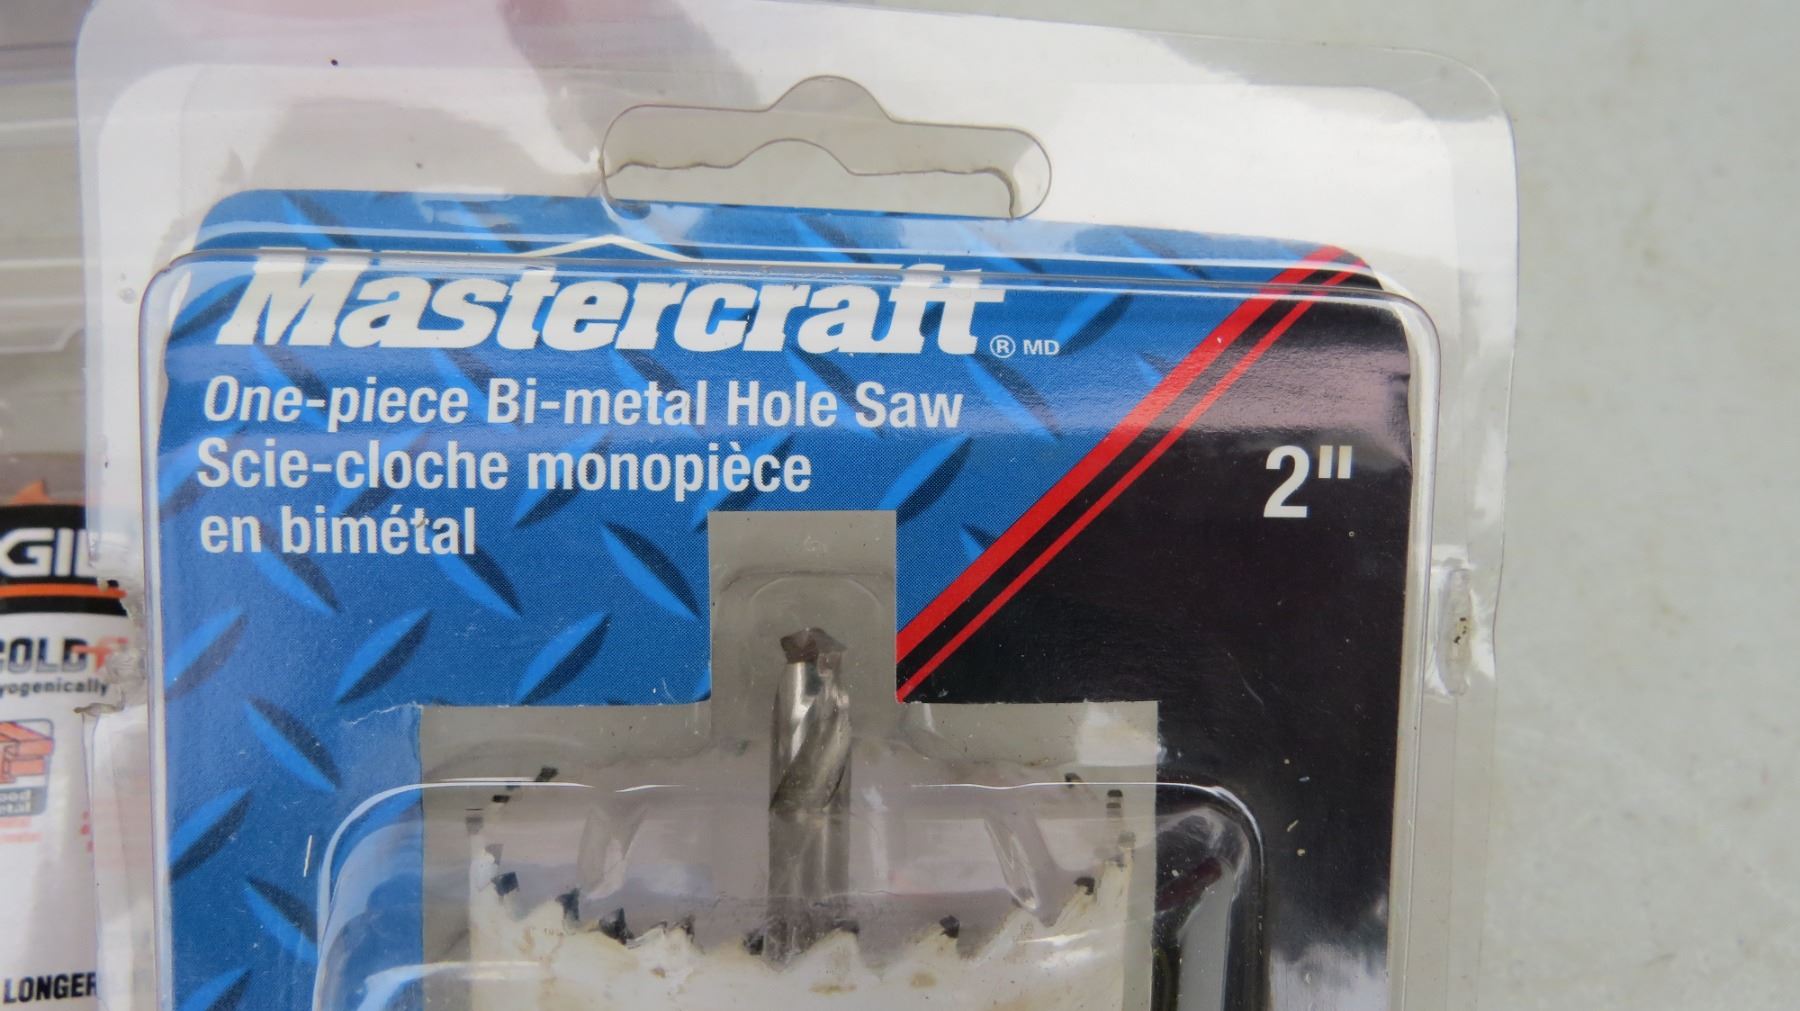 Mastercraft ® MD
One-piece Bi-metal Hole Saw
Scie-cloche monopièce
en bimétal
2"
LONGER